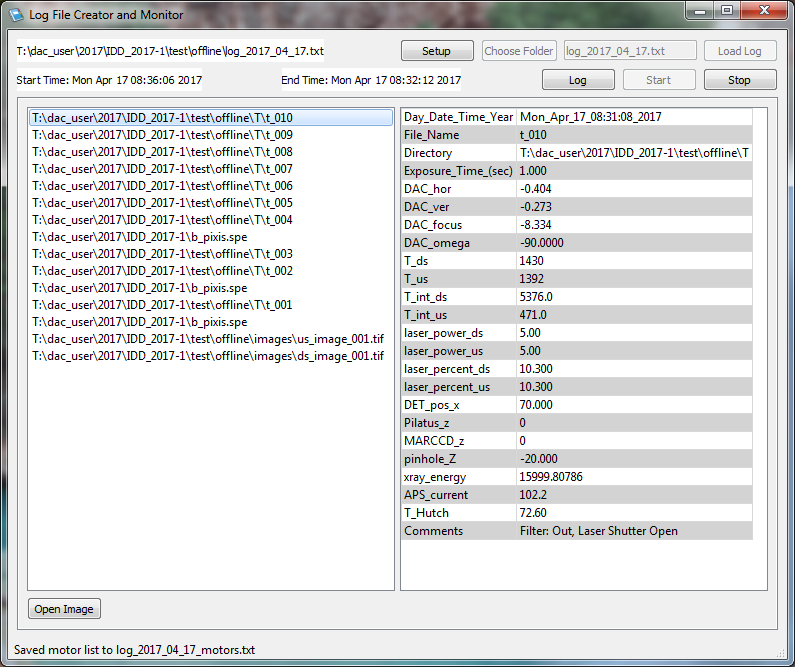 Log File Creator and Monitor
T:\dac_user\2017\IDD_2017-1\test\offline\log_2017_04_17.txt Setup Choose Folder log_2017_04_17.txt Load Log
Start Time: Mon Apr 17 08:36:06 2017 End Time: Mon Apr 17 08:32:12 2017 Log Start Stop
T:\dac_user\2017\IDD_2017-1\test\offline\T\t_010
T:\dac_user\2017\IDD_2017-1\test\offline\T\t_009
T:\dac_user\2017\IDD_2017-1\test\offline\T\t_008
T:\dac_user\2017\IDD_2017-1\test\offline\T\t_007
T:\dac_user\2017\IDD_2017-1\test\offline\T\t_006
T:\dac_user\2017\IDD_2017-1\test\offline\T\t_005
T:\dac_user\2017\IDD_2017-1\test\offline\T\t_004
T:\dac_user\2017\IDD_2017-1\b_pixis.spe
T:\dac_user\2017\IDD_2017-1\test\offline\T\t_003
T:\dac_user\2017\IDD_2017-1\test\offline\T\t_002
T:\dac_user\2017\IDD_2017-1\b_pixis.spe
T:\dac_user\2017\IDD_2017-1\test\offline\T\t_001
T:\dac_user\2017\IDD_2017-1\b_pixis.spe
T:\dac_user\2017\IDD_2017-1\test\offline\images\us_image_001.tif
T:\dac_user\2017\IDD_2017-1\test\offline\images\ds_image_001.tif
Day_Date_Time_Year Mon_Apr_17_08:31:08_2017
File_Name t_010
Directory T:\dac_user\2017\IDD_2017-1\test\offline\T
Exposure_Time_(sec) 1.000
DAC_hor -0.404
DAC_ver -0.273
DAC_focus -8.334
DAC_omega -90.0000
T_ds 1430
T_us 1392
T_int_ds 5376.0
T_int_us 471.0
laser_power_ds 5.00
laser_power_us 5.00
laser_percent_ds 10.300
laser_percent_us 10.300
DET_pos_x 70.000
Pilatus_z 0
MARCCD_z 0
pinhole_Z -20.000
xray_energy 15999.80786
APS_current 102.2
T_Hutch 72.60
Comments Filter: Out, Laser Shutter Open
Open Image
Saved motor list to log_2017_04_17_motors.txt